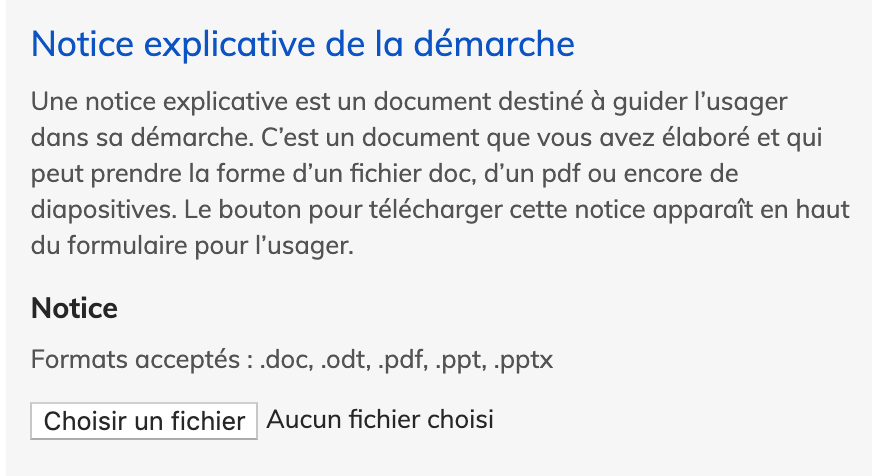 Notice explicative de la démarche
Une notice explicative est un document destiné à guider l’usager
dans sa démarche. C’est un document que vous avez élaboré et qui
peut prendre la forme d’un fichier doc, d’un pdf ou encore de
diapositives. Le bouton pour télécharger cette notice apparaît en haut
du formulaire pour l’usager.
Notice
Formats acceptés : .doc, .odt, .pdf, .ppt, .pptx
Choisir un fichier Aucun fichier choisi